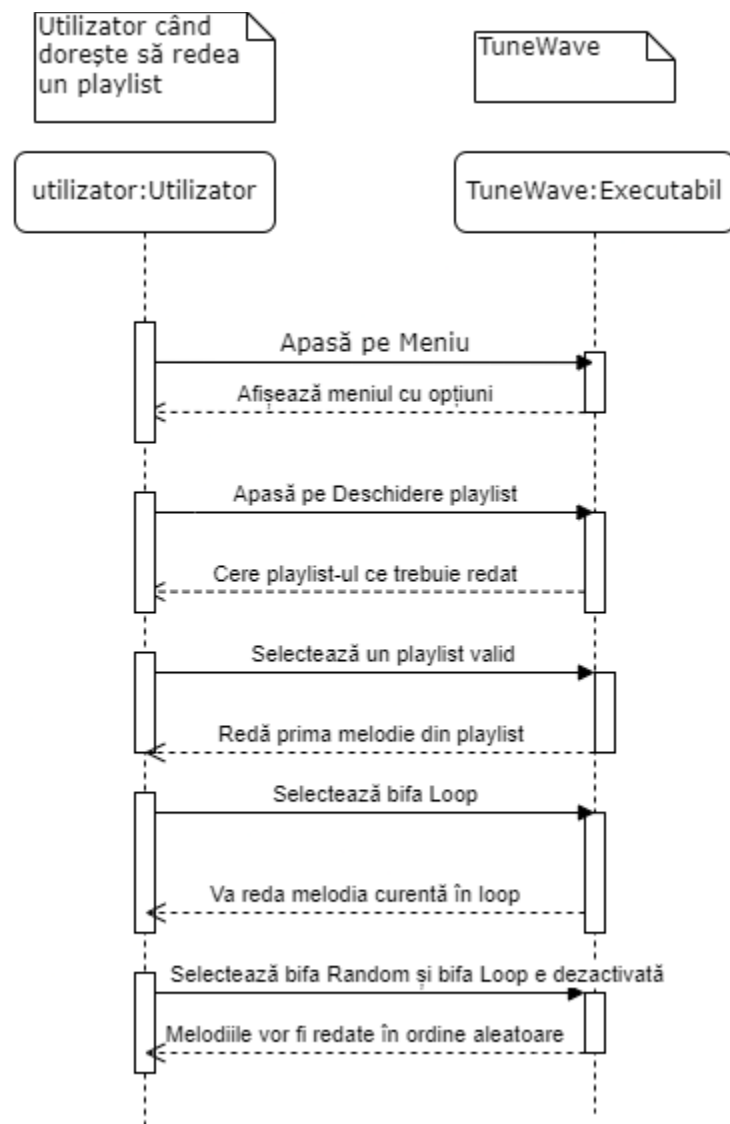 Utilizator când
dorește să redea
un playlist
TuneWave
utilizator:Utilizator
TuneWave:Executabil
Apasă pe Meniu
Afișează meniul cu opțiuni
Apasă pe Deschidere playlist
Cere playlist-ul ce trebuie redat
Selectează un playlist valid
Redă prima melodie din playlist
Selectează bifa Loop
Va reda melodia curentă în loop
Selectează bifa Random și bifa Loop e dezactivată
Melodiile vor fi redate în ordine aleatoare